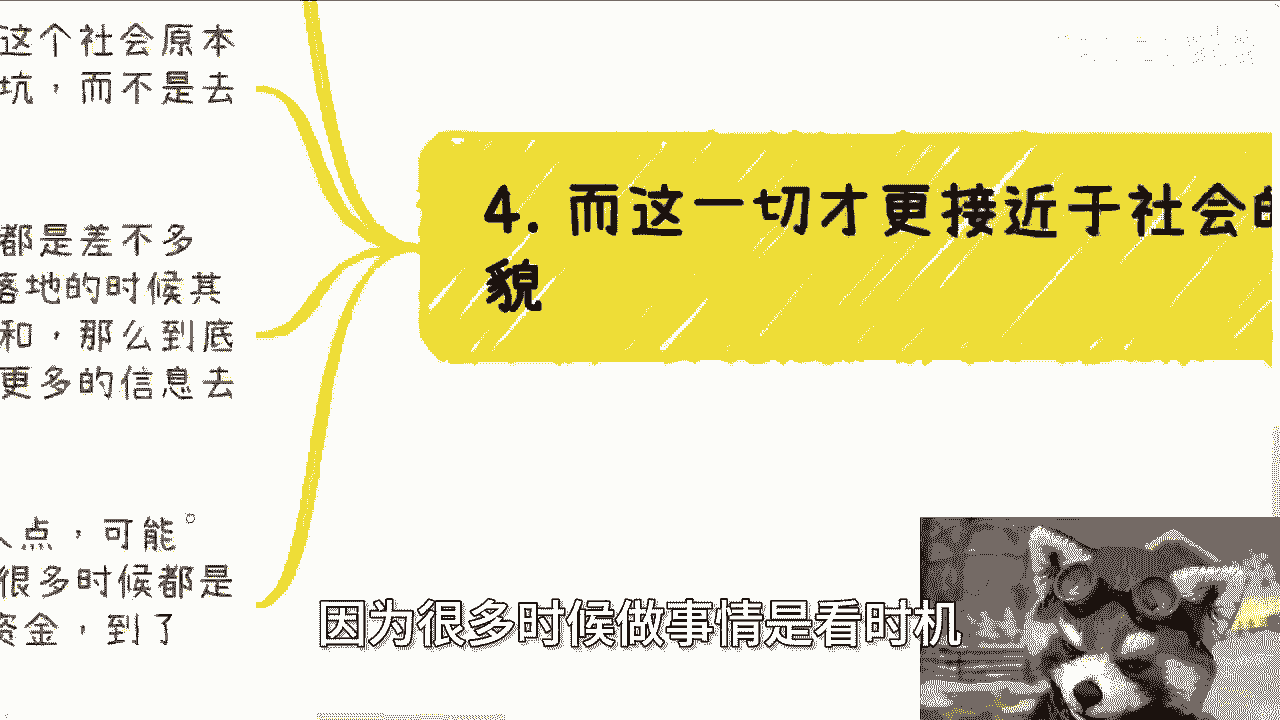 这个社会原本
坑，而不是去
都是差不多
落地的时候其
和，那么到底
更多的信息去
人点，可能
很多时候都是
资金，到了
4. 而这一切才更接近于社会的
貌
因为很多时候做事情是看时机